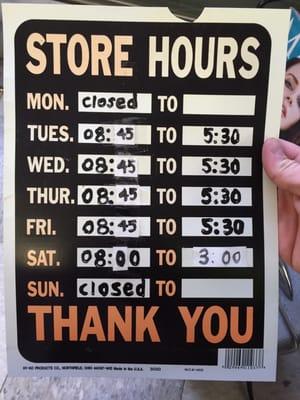 STORE HOURS
MON. closed TO
TUES. 08:45 TO 5:30
WED. 08:45 TO 5:30
THUR. 08:45 TO 5:30
FRI. 08:45 TO 5:30
SAT. 08:00 TO 3:00
SUN. closed TO
THANK YOU